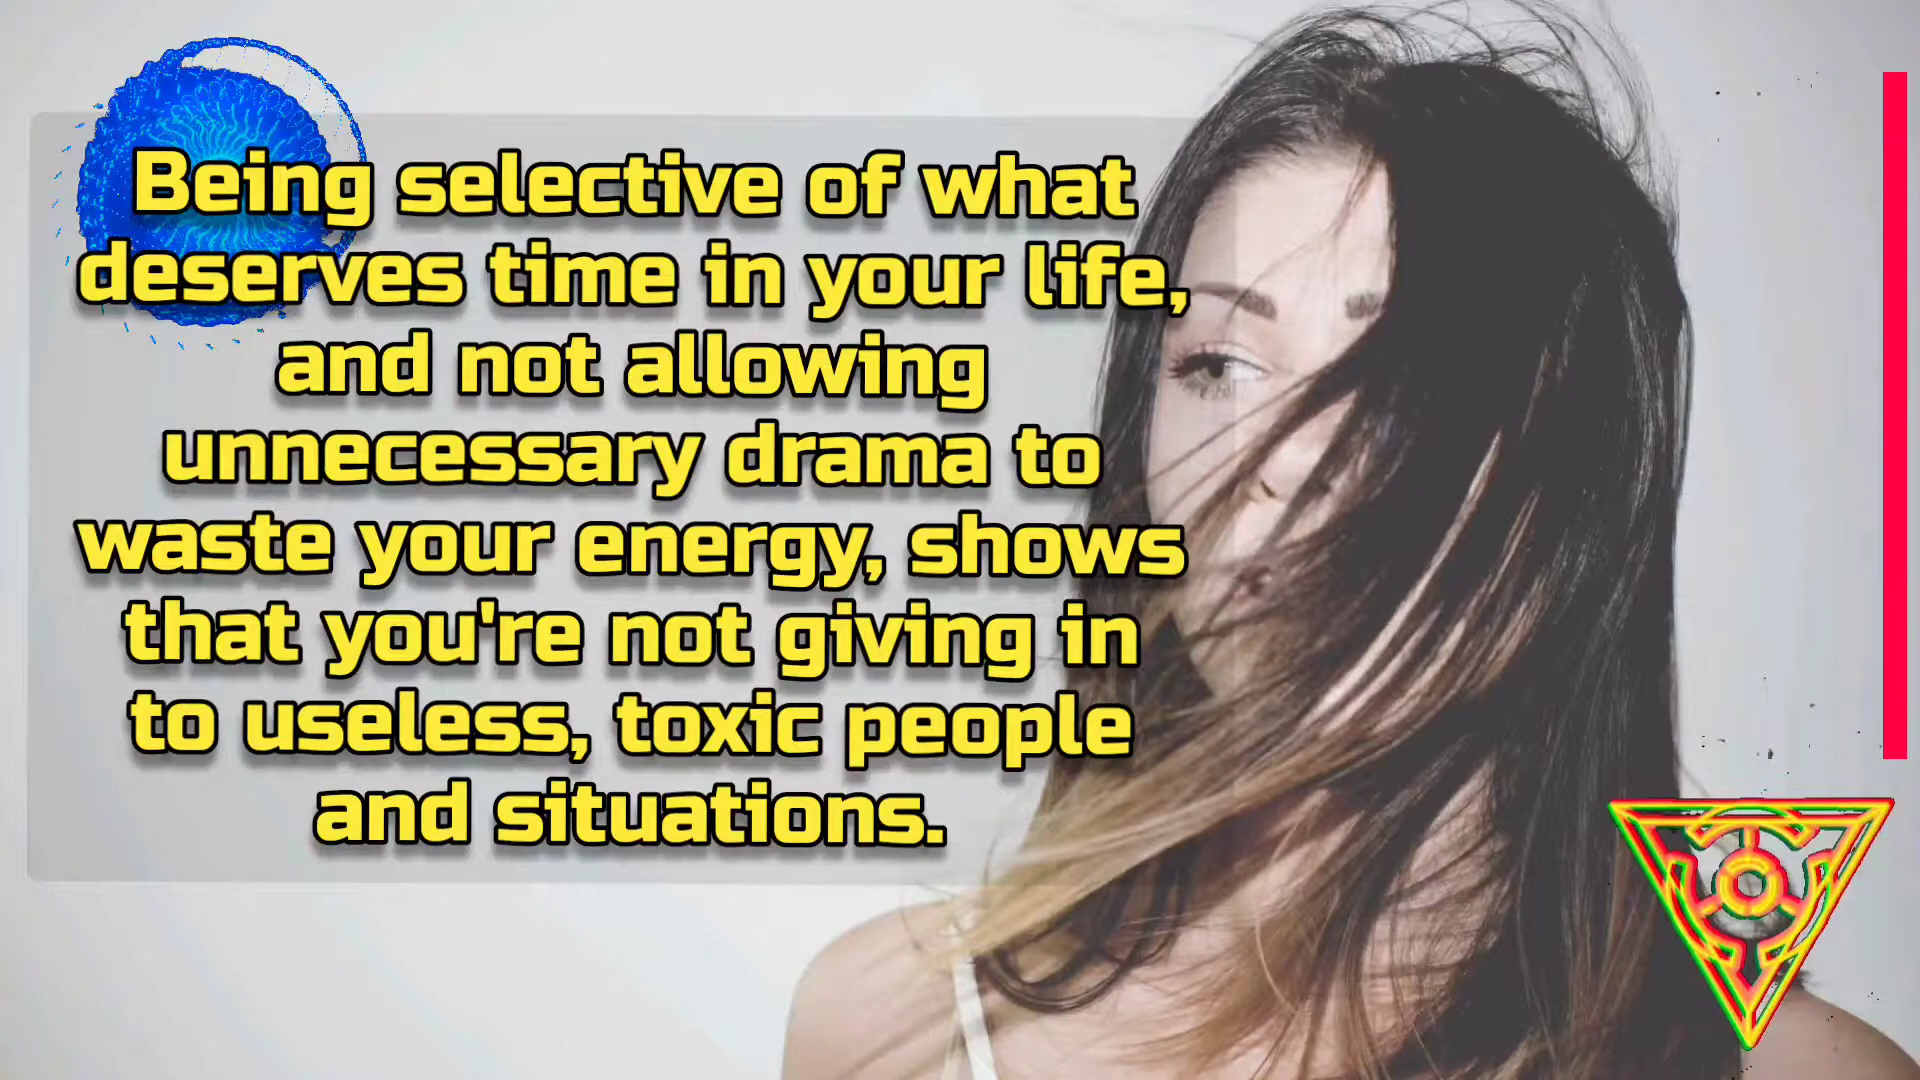 Being selective of what
deserves time in your life,
and not allowing
unnecessary drama to
waste your energy, shows
that you're not giving in
to useless, toxic people
and situations.